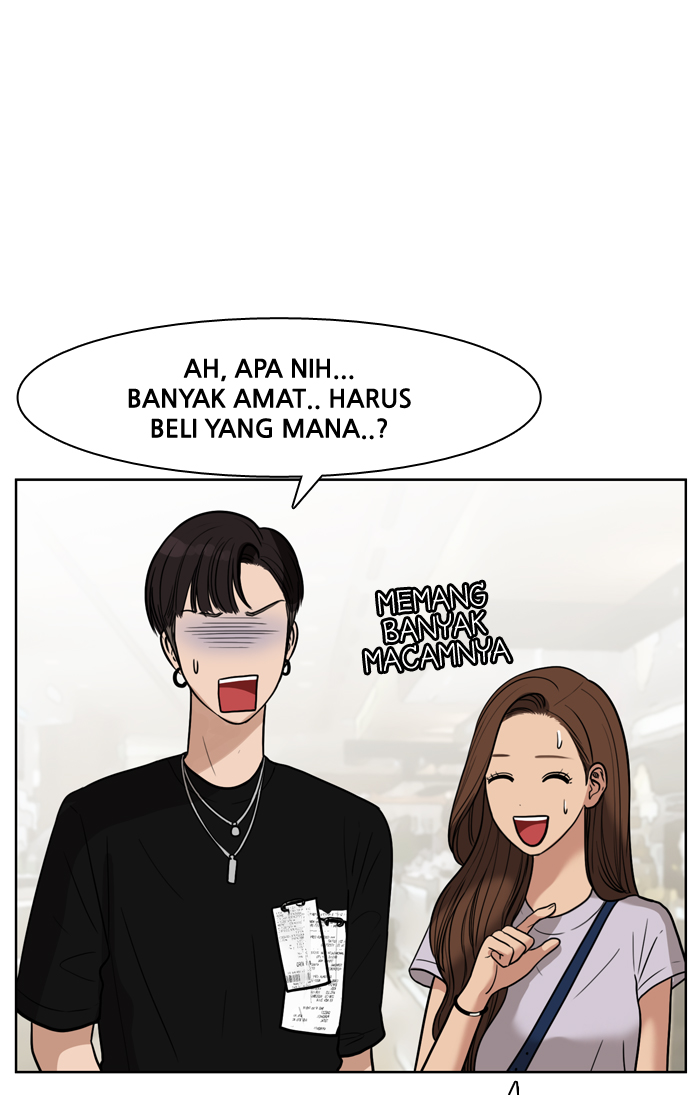 AH, APA NIH...
BANYAK AMAT.. HARUS
BELI YANG MANA..?
MEMANG
BANYAK
MACAMNYA